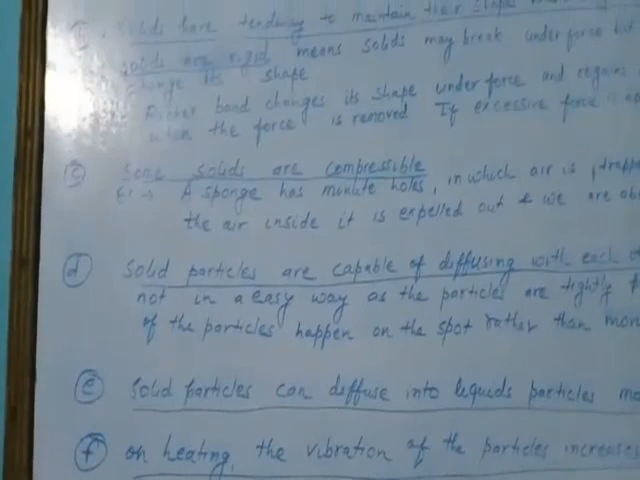 solids have tendency to maintain their shape
solids are rigid means solids may break under force but
change its shape
Rubber band changes its shape under force and regains
when the force is removed If excessive force is
(c) Some solids are compressible
Ex → A sponge has minute holes, in which air is trapp
the air inside it is expelled out & we are ab
(d) solid particles are capable of diffusing with each o
not in a easy way as the particles are tightly
of the particles happen on the spot rather than mo
(e) solid particles can diffuse into liquids particles mo
(f) on heating, the vibration of the particles increases